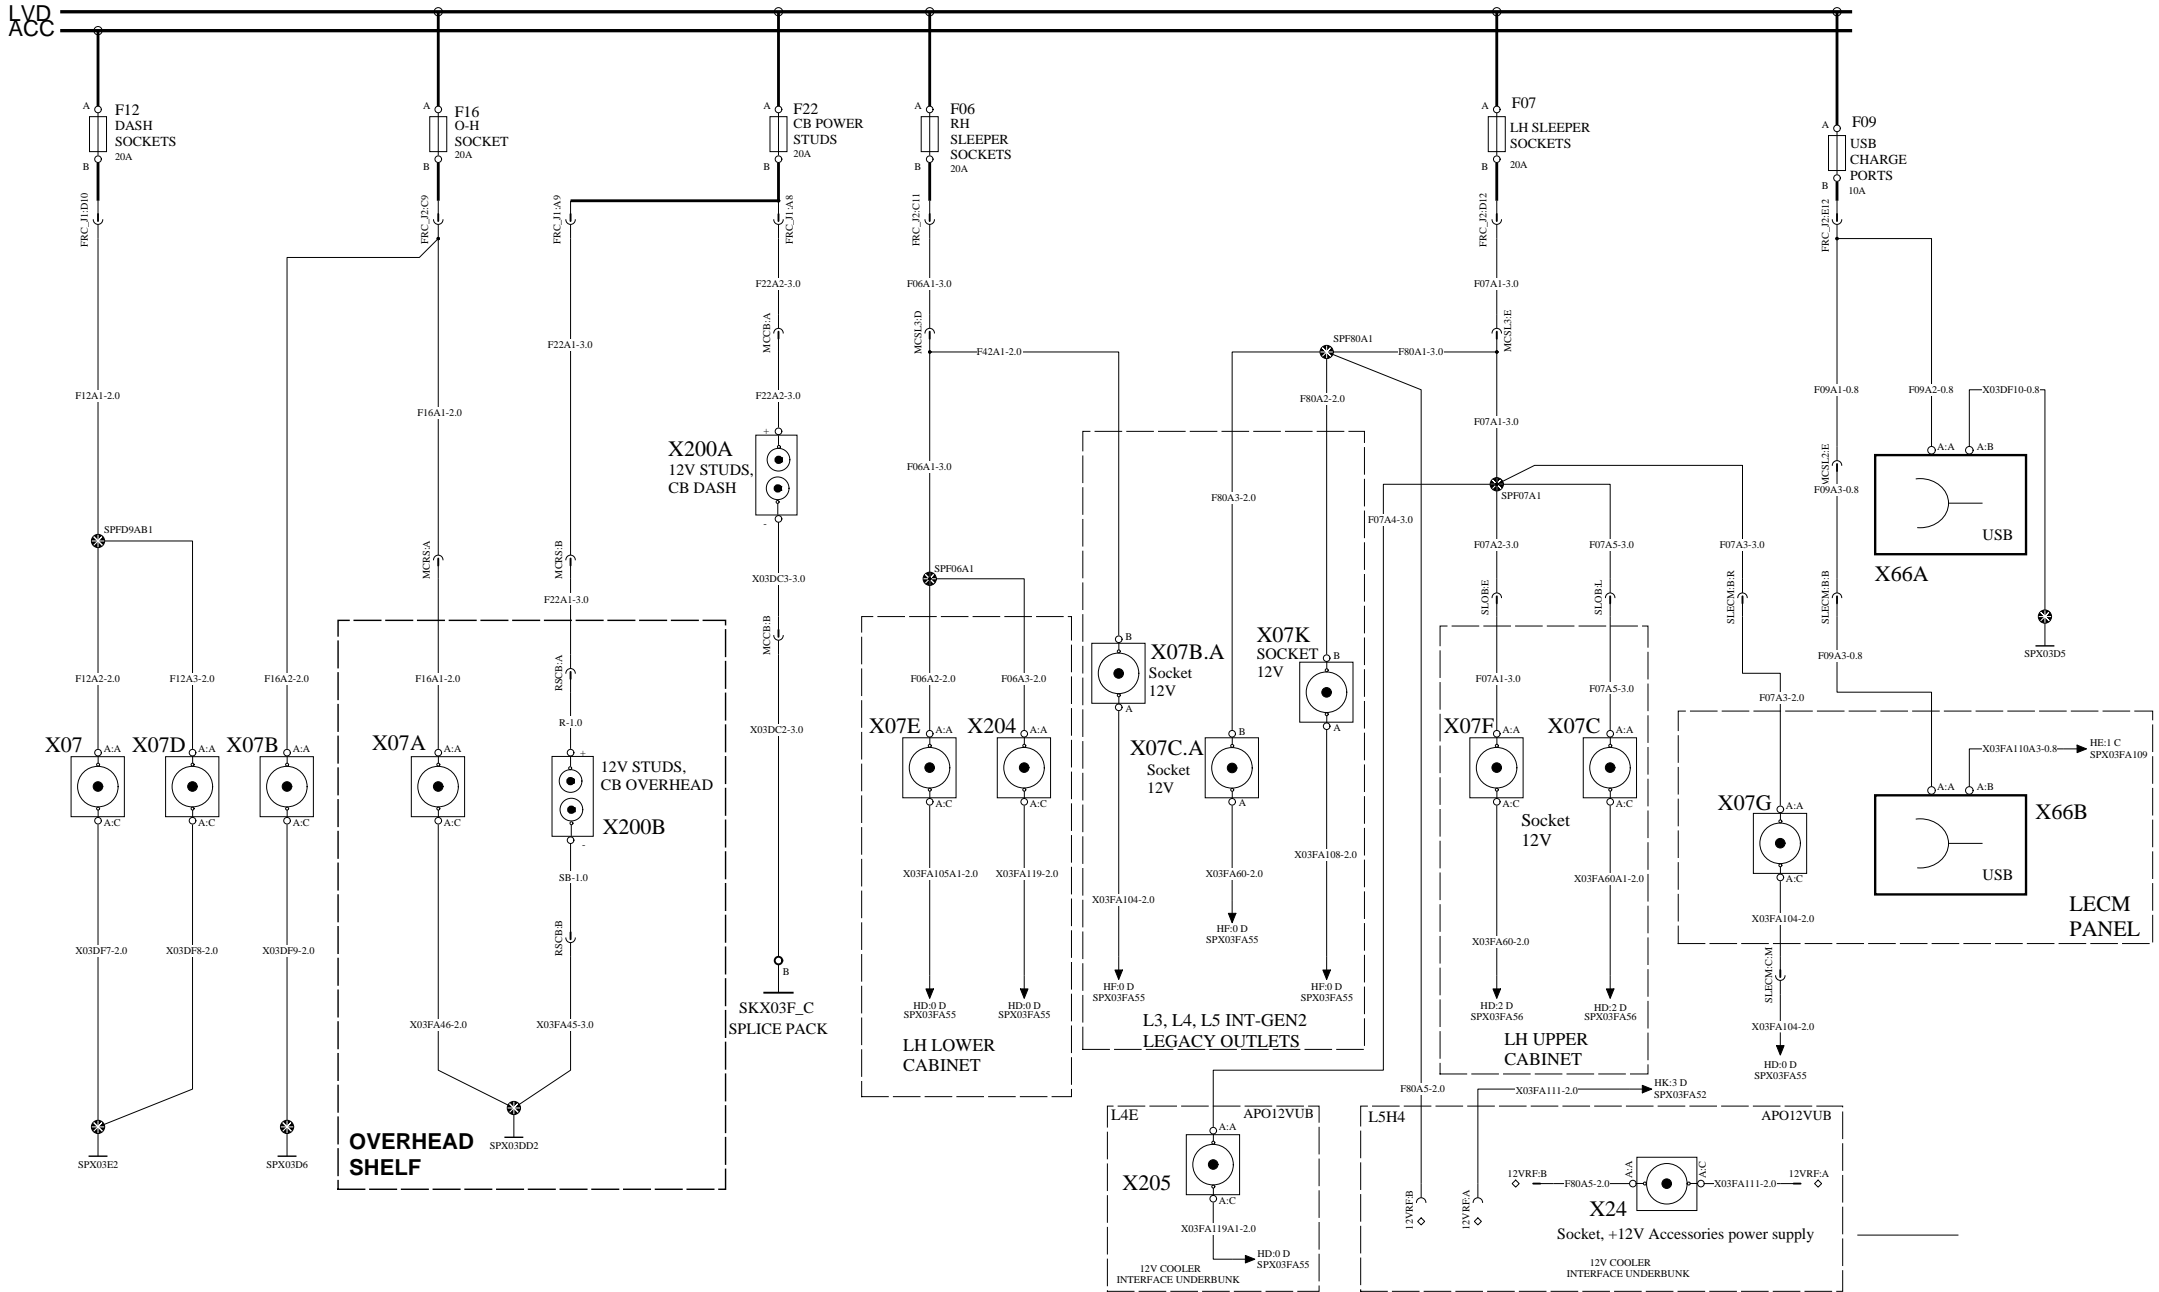 LVD
ACC
A
F12
DASH
SOCKETS
20A
B
FRC_J1:D10
A
F16
O-H
SOCKET
20A
B
FRC_J2:C9
A
F22
CB POWER
STUDS
20A
B
FRC_J1:A9
FRC_J1:A8
A
F06
RH
SLEEPER
SOCKETS
20A
B
FRC_J2:C11
A
F07
LH SLEEPER
SOCKETS
20A
B
FRC_J2:D12
A
F09
USB
CHARGE
PORTS
10A
B
FRC_J2:E12
F22A2-3.0
F06A1-3.0
F07A1-3.0
MCCB:A
MCSL3:D
MCSL3:E
F22A1-3.0
F42A1-2.0
SPF80A1
F80A1-3.0
F12A1-2.0
F16A1-2.0
F22A2-3.0
F80A2-2.0
F07A1-3.0
F09A1-0.8
F09A2-0.8
X03DF10-0.8
X200A
12V STUDS,
CB DASH
+
-
F06A1-3.0
F80A3-2.0
F07A4-3.0
SPF07A1
MCSL2:E
F09A3-0.8
A:A
A:B
USB
X66A
SPX03D5
SPFD9AB1
MCRS:A
MCRS:B
F22A1-3.0
X03DC3-3.0
MCCB:B
SPF06A1
F07A2-3.0
F07A5-3.0
F07A3-3.0
SLOB:E
SLOB:L
SLECM:B:R
SLECM:B:B
F09A3-0.8
F12A2-2.0
F12A3-2.0
F16A2-2.0
F16A1-2.0
RSCB:A
R-1.0
X03DC2-3.0
F06A2-2.0
F06A3-2.0
B
X07B.A
Socket
12V
A
X07K
SOCKET
12V
B
A
F07A1-3.0
F07A5-3.0
F07A3-2.0
X07
A:A
A:C
X07D
A:A
A:C
X07B
A:A
A:C
X07A
A:A
A:C
+
12V STUDS,
CB OVERHEAD
X200B
-
X07E
A:A
A:C
X204
A:A
A:C
X07C.A
Socket
12V
B
A
X07F
A:A
A:C
X07C
A:A
A:C
Socket
12V
X07G
A:A
A:C
X03FA110A3-0.8
HE:1 C
SPX03FA109
A:A
A:B
X66B
USB
LECM
PANEL
SB-1.0
RSCB:B
X03FA105A1-2.0
X03FA119-2.0
X03FA104-2.0
X03FA60-2.0
X03FA108-2.0
X03FA60-2.0
X03FA60A1-2.0
X03FA104-2.0
X03DF7-2.0
X03DF8-2.0
X03DF9-2.0
HF:0 D
SPX03FA55
SLECM:C:M
B
SKX03F_C
SPLICE PACK
HD:0 D
SPX03FA55
HD:0 D
SPX03FA55
HF:0 D
SPX03FA55
HF:0 D
SPX03FA55
HD:2 D
SPX03FA56
HD:2 D
SPX03FA56
X03FA46-2.0
X03FA45-3.0
X03FA104-2.0
LH LOWER
CABINET
L3, L4, L5 INT-GEN2
LEGACY OUTLETS
LH UPPER
CABINET
HD:0 D
SPX03FA55
F80A5-2.0
X03FA111-2.0
HK:3 D
SPX03FA52
SPX03E2
SPX03D6
OVERHEAD
SHELF
SPX03DD2
L4E
APO12VUB
A:A
X205
A:C
X03FA119A1-2.0
HD:0 D
SPX03FA55
12V COOLER
INTERFACE UNDERBUNK
L5H4
APO12VUB
12VRF:B
12VRF:A
12VRF:B
F80A5-2.0
A:A
A:C
X03FA111-2.0
12VRF:A
X24
Socket, +12V Accessories power supply
12V COOLER
INTERFACE UNDERBUNK